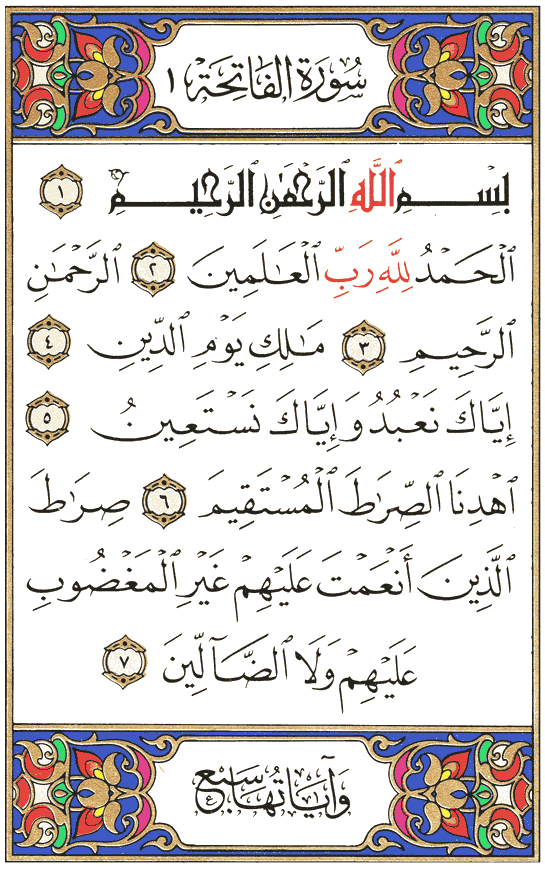 سُورَةُ الفَاتِحَة ١
بِسْمِ ٱللَّهِ ٱلرَّحْمَٰنِ ٱلرَّحِيمِ ١
ٱلْحَمْدُ لِلَّهِ رَبِّ ٱلْعَٰلَمِينَ ٢ ٱلرَّحْمَٰنِ
ٱلرَّحِيمِ ٣ مَٰلِكِ يَوْمِ ٱلدِّينِ ٤
إِيَّاكَ نَعْبُدُ وَإِيَّاكَ نَسْتَعِينُ ٥
ٱهْدِنَا ٱلصِّرَٰطَ ٱلْمُسْتَقِيمَ ٦ صِرَٰطَ
ٱلَّذِينَ أَنْعَمْتَ عَلَيْهِمْ غَيْرِ ٱلْمَغْضُوبِ
عَلَيْهِمْ وَلَا ٱلضَّآلِّينَ ٧
وَآيَاتُهَا سَبْع